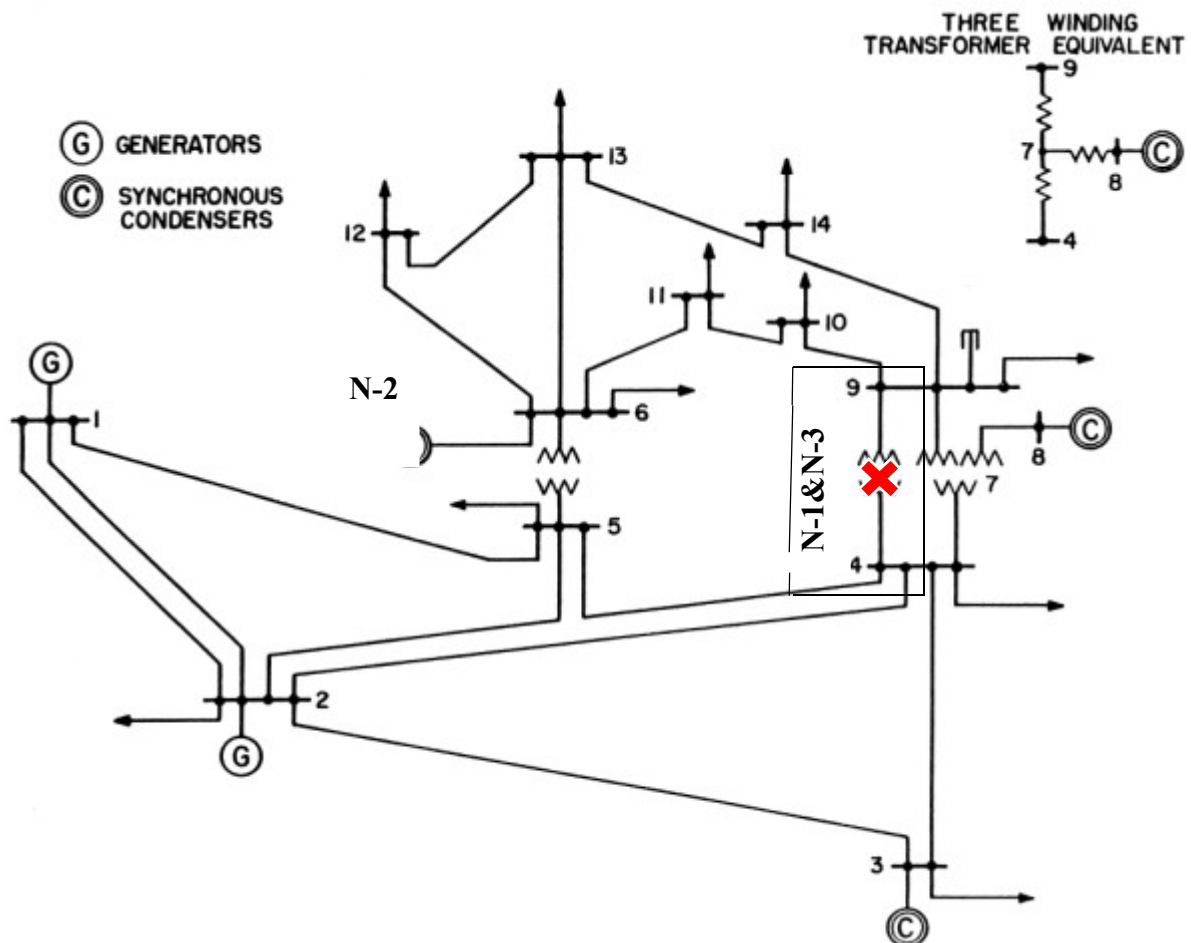 THREE WINDING
TRANSFORMER EQUIVALENT
9
7
C
8
4
G GENERATORS
C SYNCHRONOUS
CONDENSERS
13
12
14
11
10
G
N-2
9
1
6
8
C
N-1&N-3
7
5
4
2
G
3
C